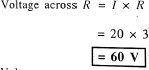 Voltage across R = I × R
= 20 × 3
= 60 V